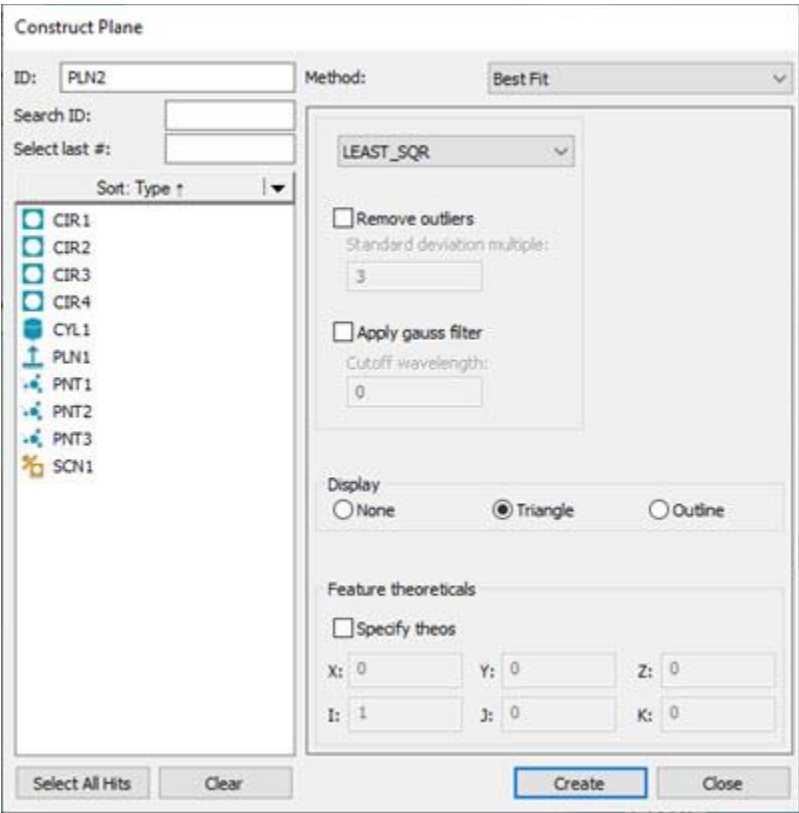 Construct Plane
ID: PLN2
Method: Best Fit
Search ID:
Select last #:
Sort: Type ↑
CIR1
CIR2
CIR3
CIR4
CYL1
PLN1
PNT1
PNT2
PNT3
SCN1
LEAST_SQR
Remove outliers
Standard deviation multiple:
3
Apply gauss filter
Cutoff wavelength:
0
Display
None Triangle Outline
Feature theoreticals
Specify theos
X: 0 Y: 0 Z: 0
I: 1 J: 0 K: 0
Select All Hits Clear Create Close